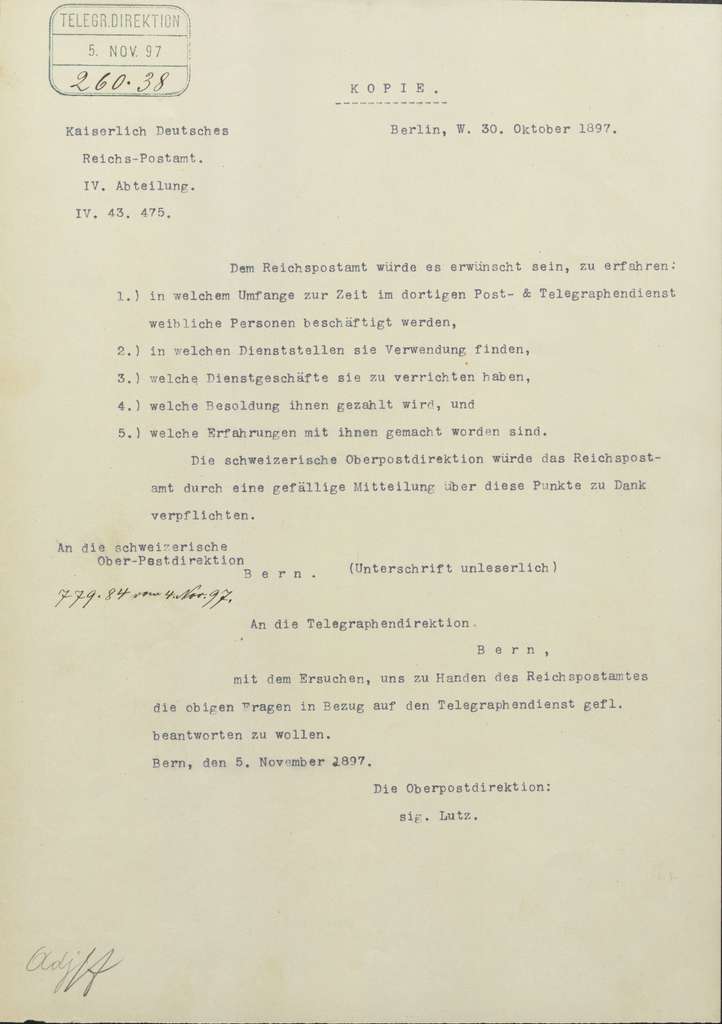 TELEGR.DIREKTION
5. NOV. 97
260.38
KOPIE.
Kaiserlich Deutsches
Berlin, W. 30. Oktober 1897.
Reichs-Postamt.
IV. Abteilung.
IV. 43. 475.
Dem Reichspostamt würde es erwünscht sein, zu erfahren:
1.) in welchem Umfange zur Zeit im dortigen Post- & Telegraphendienst
weibliche Personen beschäftigt werden,
2.) in welchen Dienststellen sie Verwendung finden,
3.) welche Dienstgeschäfte sie zu verrichten haben,
4.) welche Besoldung ihnen gezahlt wird, und
5.) welche Erfahrungen mit ihnen gemacht worden sind.
Die schweizerische Oberpostdirektion würde das Reichspost-
amt durch eine gefällige Mitteilung über diese Punkte zu Dank
verpflichten.
An die schweizerische
Ober-Postdirektion
Bern.
(Unterschrift unleserlich)
779.84 vom 4. Nov. 97.
An die Telegraphendirektion.
Bern,
mit dem Ersuchen, uns zu Handen des Reichspostamtes
die obigen Fragen in Bezug auf den Telegraphendienst gefl.
beantworten zu wollen.
Bern, den 5. November 1897.
Die Oberpostdirektion:
sig. Lutz.